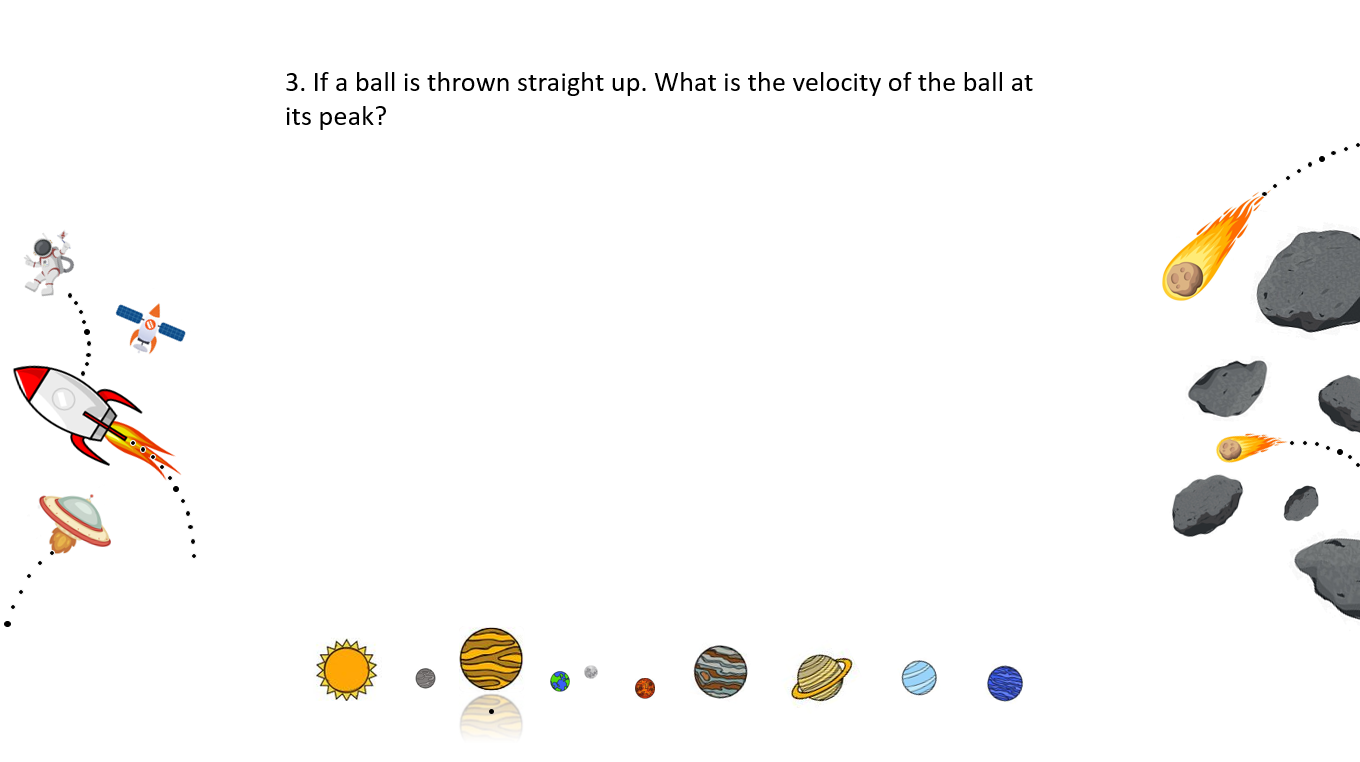 3. If a ball is thrown straight up. What is the velocity of the ball at
its peak?